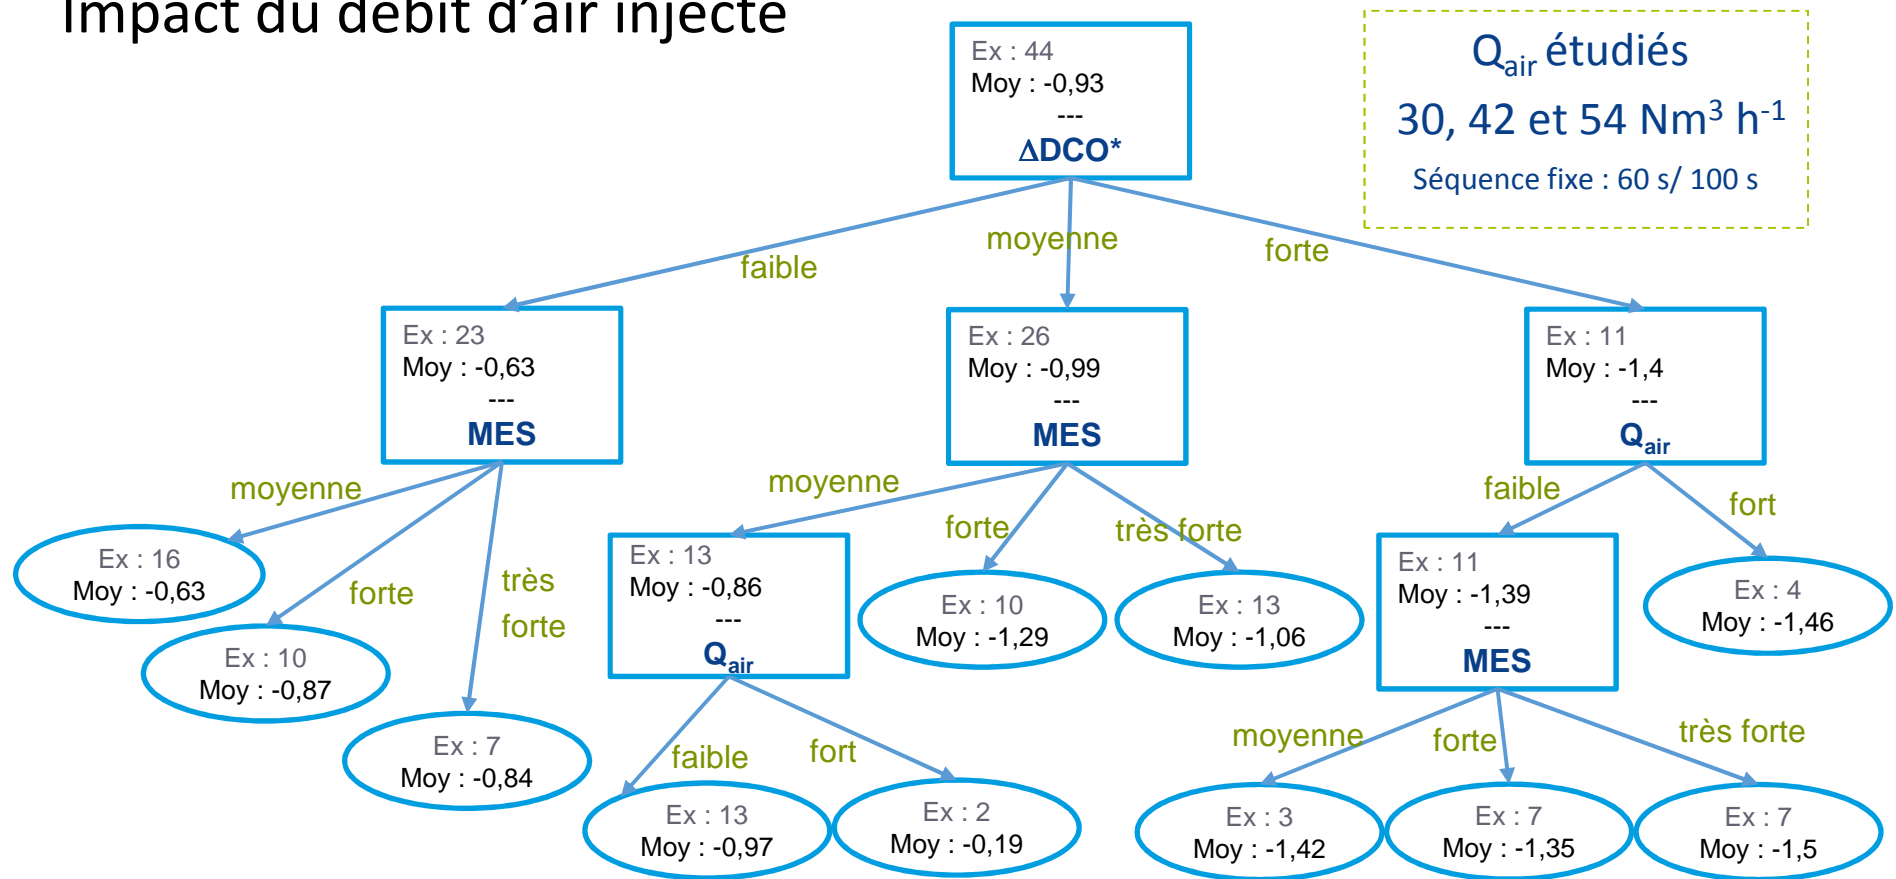 Impact du débit d'air injecté
Ex : 44
Moy : -0,93
---
ΔDCO*
Qair étudiés
30, 42 et 54 Nm³ h⁻¹
Séquence fixe : 60 s/ 100 s
faible
moyenne
forte
Ex : 23
Moy : -0,63
---
MES
Ex : 26
Moy : -0,99
---
MES
Ex : 11
Moy : -1,4
---
Qair
moyenne
forte
très
forte
moyenne
forte
très forte
faible
fort
Ex : 16
Moy : -0,63
Ex : 10
Moy : -0,87
Ex : 7
Moy : -0,84
Ex : 13
Moy : -0,86
---
Qair
Ex : 10
Moy : -1,29
Ex : 13
Moy : -1,06
Ex : 11
Moy : -1,39
---
MES
Ex : 4
Moy : -1,46
faible
fort
moyenne
forte
très forte
Ex : 13
Moy : -0,97
Ex : 2
Moy : -0,19
Ex : 3
Moy : -1,42
Ex : 7
Moy : -1,35
Ex : 7
Moy : -1,5